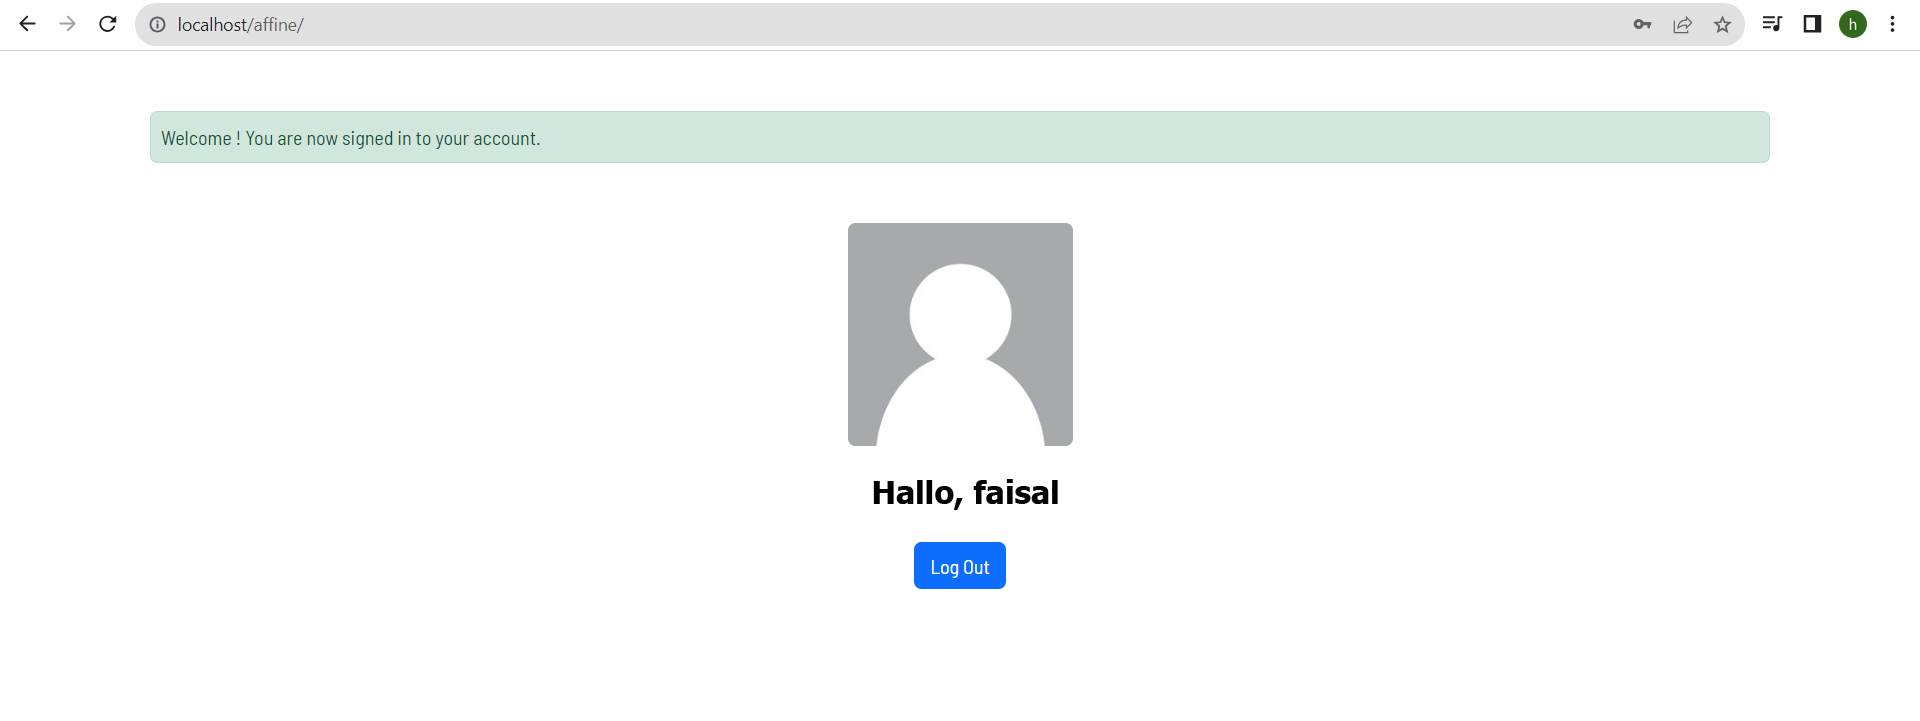 localhost/affine/
h
Welcome ! You are now signed in to your account.
Hallo, faisal
Log Out